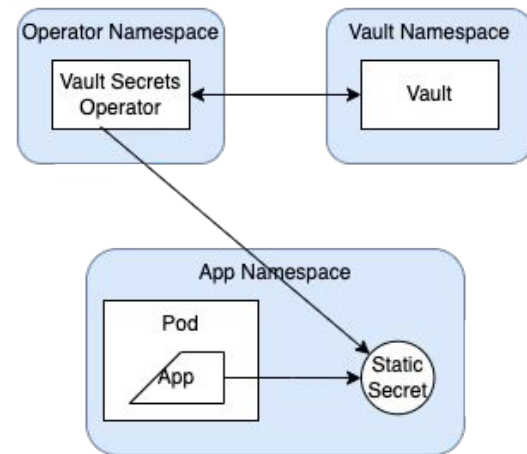 Operator Namespace
Vault Namespace
Vault Secrets
Operator
Vault
App Namespace
Pod
App
Static
Secret